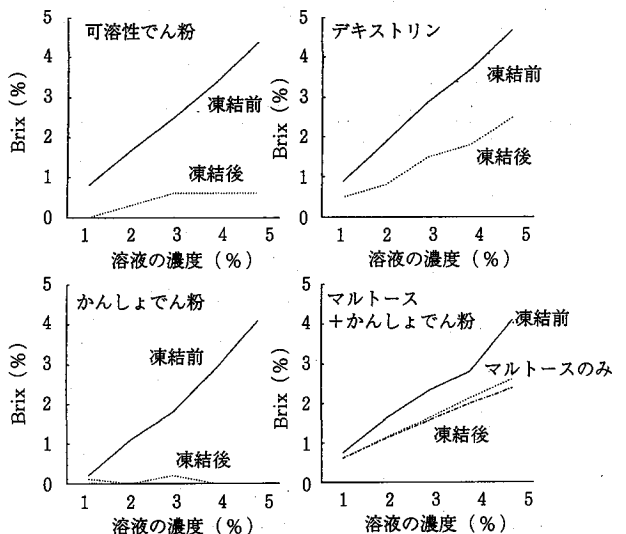 可溶性でん粉
Brix (%)
5
4
3
2
1
0
凍結前
凍結後
1 2 3 4 5
溶液の濃度 (%)
デキストリン
Brix (%)
5
4
3
2
1
0
凍結前
凍結後
1 2 3 4 5
溶液の濃度 (%)
かんしょでん粉
Brix (%)
5
4
3
2
1
0
凍結前
凍結後
1 2 3 4 5
溶液の濃度 (%)
マルトース
+かんしょでん粉
Brix (%)
5
4
3
2
1
0
凍結前
マルトースのみ
凍結後
1 2 3 4 5
溶液の濃度 (%)